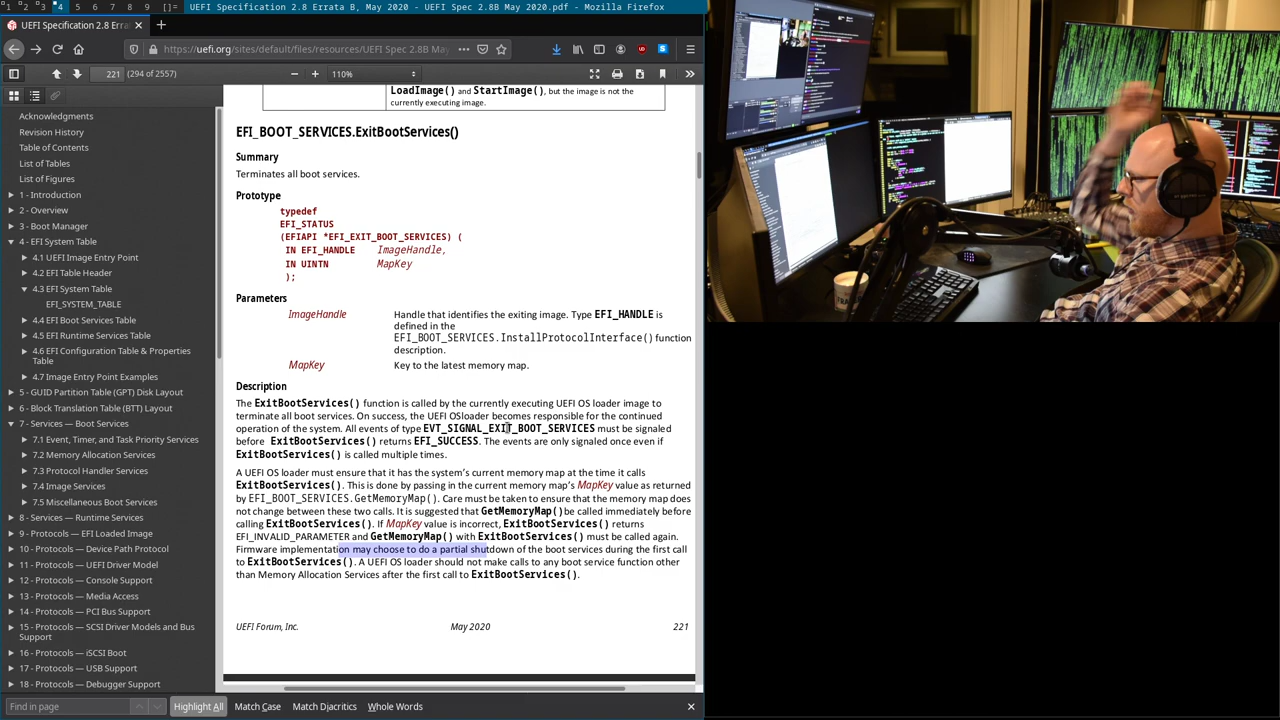 1 2 3 4 5 6 7 8 9 []= UEFI Specification 2.8 Errata B, May 2020 - UEFI Spec 2.8B May 2020.pdf - Mozilla Firefox
UEFI Specification 2.8 Erra
https://uefi.org/sites/default/files/resources/UEFI Spec 2.8B May
221 (294 of 2557) 110%
Acknowledgments
Revision History
Table of Contents
List of Tables
List of Figures
1 - Introduction
2 - Overview
3 - Boot Manager
4 - EFI System Table
4.1 UEFI Image Entry Point
4.2 EFI Table Header
4.3 EFI System Table
EFI_SYSTEM_TABLE
4.4 EFI Boot Services Table
4.5 EFI Runtime Services Table
4.6 EFI Configuration Table & Properties
Table
4.7 Image Entry Point Examples
5 - GUID Partition Table (GPT) Disk Layout
6 - Block Translation Table (BTT) Layout
7 - Services — Boot Services
7.1 Event, Timer, and Task Priority Services
7.2 Memory Allocation Services
7.3 Protocol Handler Services
7.4 Image Services
7.5 Miscellaneous Boot Services
8 - Services — Runtime Services
9 - Protocols — EFI Loaded Image
10 - Protocols — Device Path Protocol
11 - Protocols — UEFI Driver Model
12 - Protocols — Console Support
13 - Protocols — Media Access
14 - Protocols — PCI Bus Support
15 - Protocols — SCSI Driver Models and Bus
Support
16 - Protocols — iSCSI Boot
17 - Protocols — USB Support
18 - Protocols — Debugger Support
LoadImage() and StartImage(), but the image is not the
currently executing image.
EFI_BOOT_SERVICES.ExitBootServices()
Summary
Terminates all boot services.
Prototype
typedef
EFI_STATUS
(EFIAPI *EFI_EXIT_BOOT_SERVICES) (
IN EFI_HANDLE ImageHandle,
IN UINTN MapKey
);
Parameters
ImageHandle Handle that identifies the exiting image. Type EFI_HANDLE is
defined in the
EFI_BOOT_SERVICES.InstallProtocolInterface() function
description.
MapKey Key to the latest memory map.
Description
The ExitBootServices() function is called by the currently executing UEFI OS loader image to
terminate all boot services. On success, the UEFI OSloader becomes responsible for the continued
operation of the system. All events of type EVT_SIGNAL_EXIT_BOOT_SERVICES must be signaled
before ExitBootServices() returns EFI_SUCCESS. The events are only signaled once even if
ExitBootServices() is called multiple times.
A UEFI OS loader must ensure that it has the system's current memory map at the time it calls
ExitBootServices(). This is done by passing in the current memory map's MapKey value as returned
by EFI_BOOT_SERVICES.GetMemoryMap(). Care must be taken to ensure that the memory map does
not change between these two calls. It is suggested that GetMemoryMap()be called immediately before
calling ExitBootServices(). If MapKey value is incorrect, ExitBootServices() returns
EFI_INVALID_PARAMETER and GetMemoryMap() with ExitBootServices() must be called again.
Firmware implementation may choose to do a partial shutdown of the boot services during the first call
to ExitBootServices(). A UEFI OS loader should not make calls to any boot service function other
than Memory Allocation Services after the first call to ExitBootServices().
UEFI Forum, Inc. May 2020 221
Find in page Highlight All Match Case Match Diacritics Whole Words